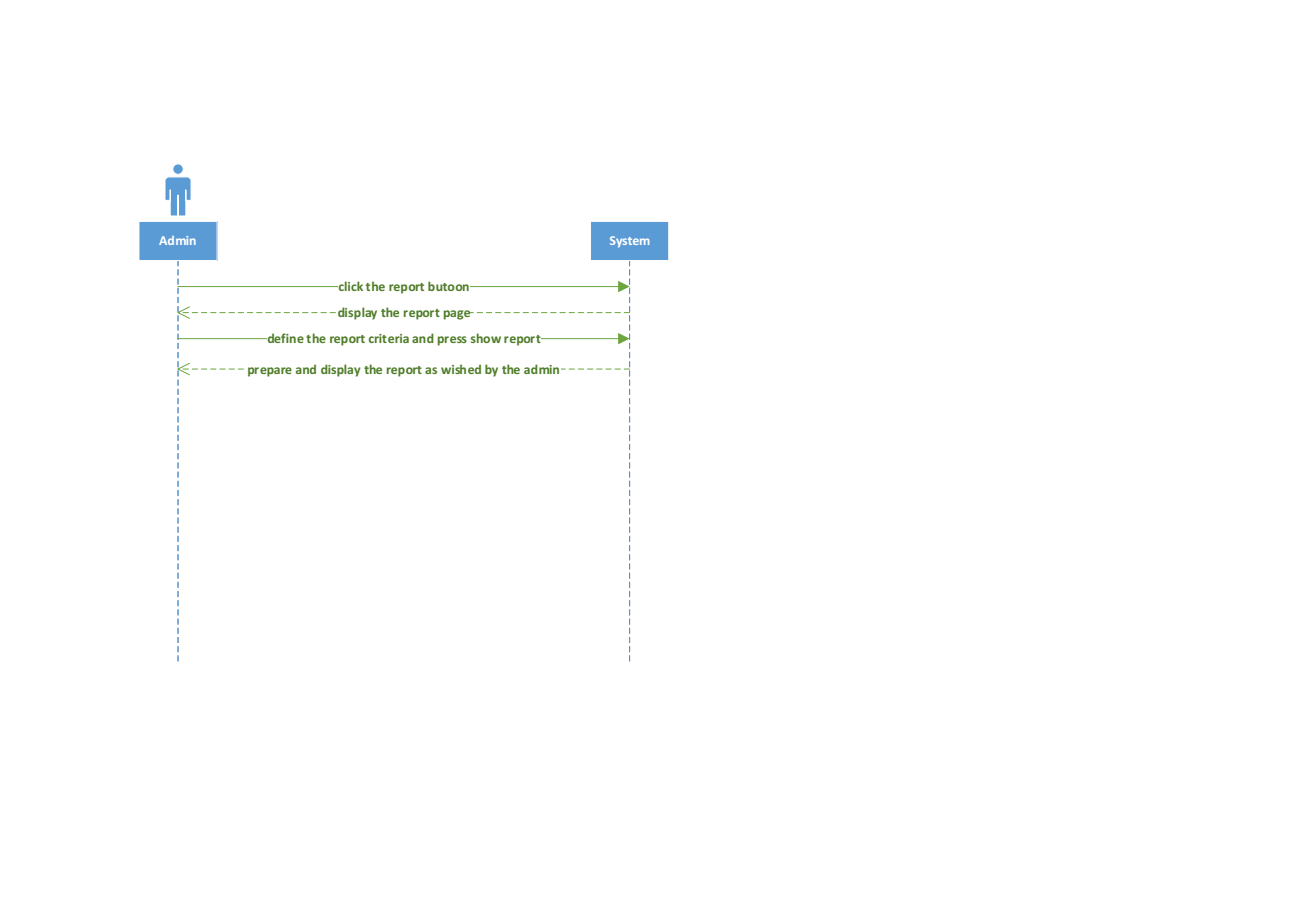 Admin
System
click the report butoon
display the report page
define the report criteria and press show report
prepare and display the report as wished by the admin